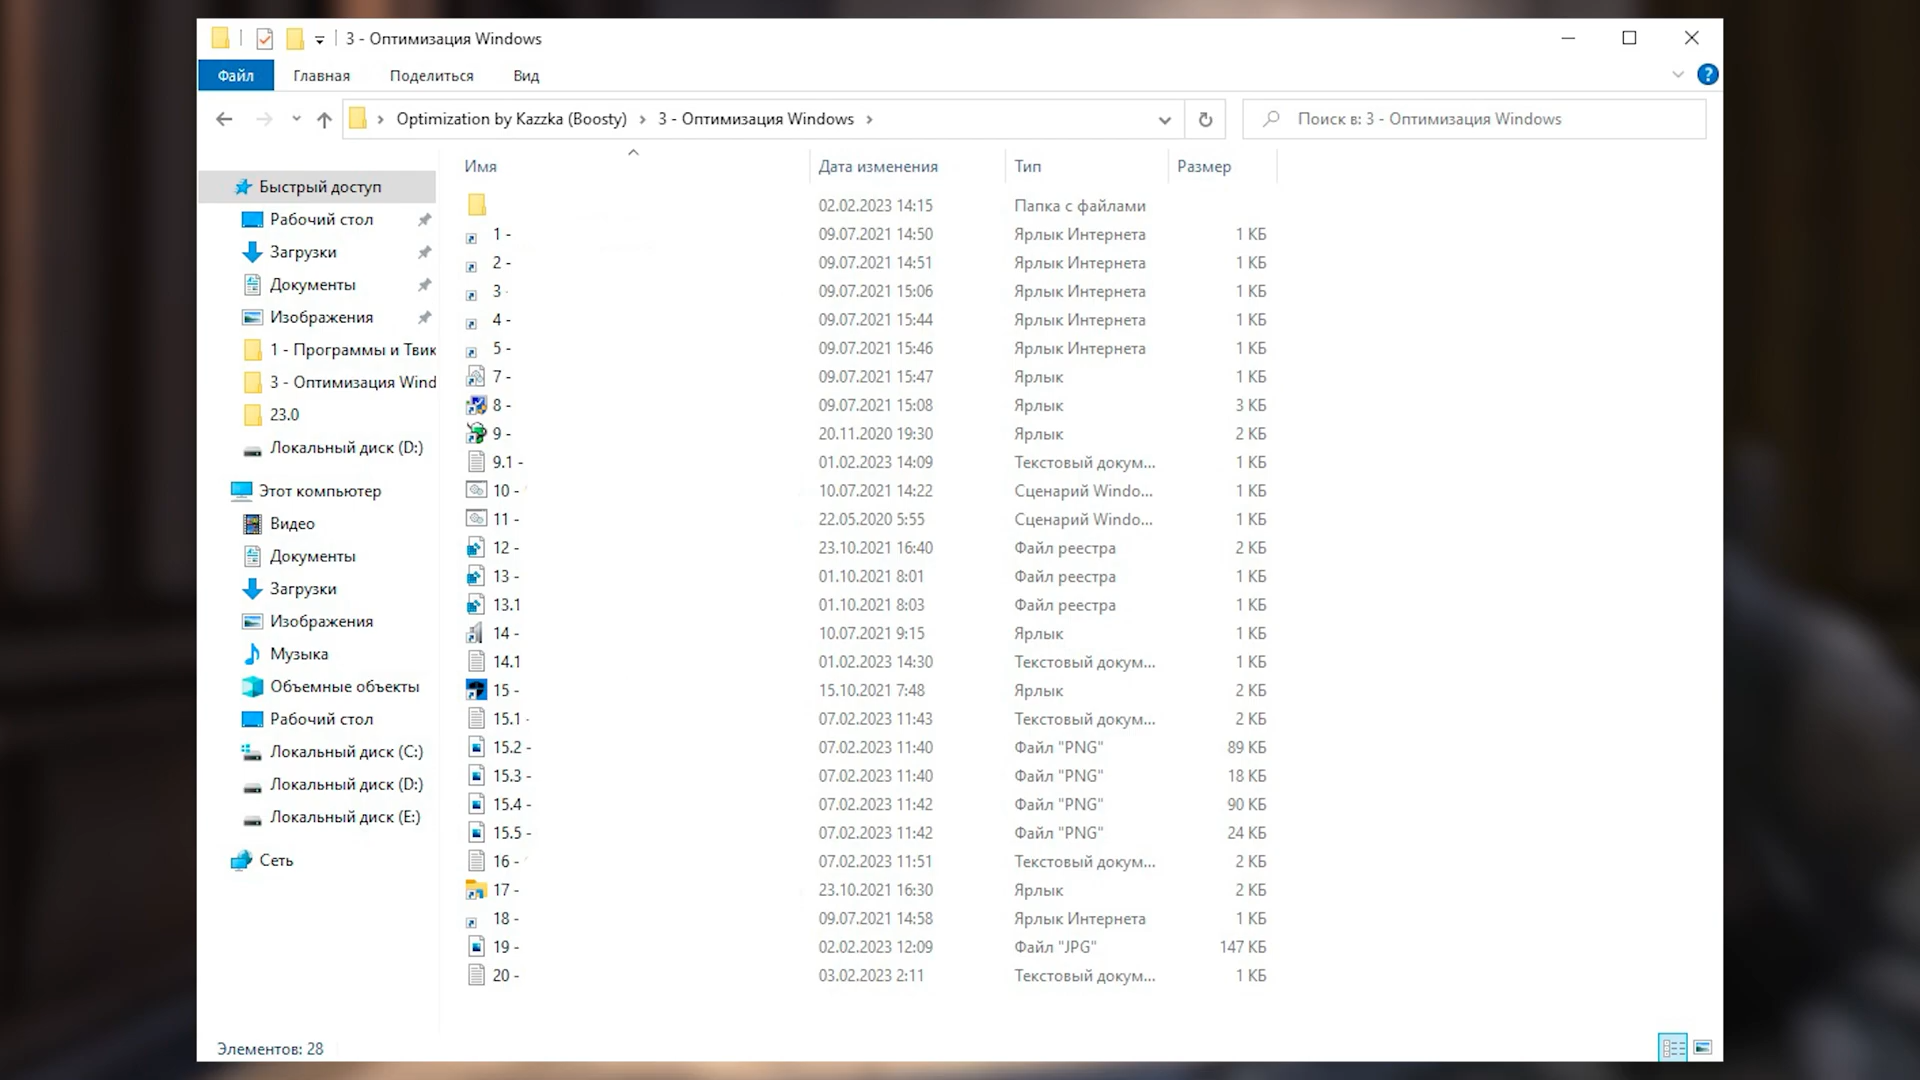 3 - Оптимизация Windows
Файл Главная Поделиться Вид
Optimization by Kazzka (Boosty) 3 - Оптимизация Windows Поиск в: 3 - Оптимизация Windows
Имя Дата изменения Тип Размер
Быстрый доступ
Рабочий стол
Загрузки
Документы
Изображения
1 - Программы и Твик
3 - Оптимизация Wind
23.0
Локальный диск (D:)
Этот компьютер
Видео
Документы
Загрузки
Изображения
Музыка
Объемные объекты
Рабочий стол
Локальный диск (C:)
Локальный диск (D:)
Локальный диск (E:)
Сеть
02.02.2023 14:15 Папка с файлами
1 - 09.07.2021 14:50 Ярлык Интернета 1 КБ
2 - 09.07.2021 14:51 Ярлык Интернета 1 КБ
3 - 09.07.2021 15:06 Ярлык Интернета 1 КБ
4 - 09.07.2021 15:44 Ярлык Интернета 1 КБ
5 - 09.07.2021 15:46 Ярлык Интернета 1 КБ
7 - 09.07.2021 15:47 Ярлык 1 КБ
8 - 09.07.2021 15:08 Ярлык 3 КБ
9 - 20.11.2020 19:30 Ярлык 2 КБ
9.1 - 01.02.2023 14:09 Текстовый докум... 1 КБ
10 - 10.07.2021 14:22 Сценарий Windo... 1 КБ
11 - 22.05.2020 5:55 Сценарий Windo... 1 КБ
12 - 23.10.2021 16:40 Файл реестра 2 КБ
13 - 01.10.2021 8:01 Файл реестра 1 КБ
13.1 01.10.2021 8:03 Файл реестра 1 КБ
14 - 10.07.2021 9:15 Ярлык 1 КБ
14.1 01.02.2023 14:30 Текстовый докум... 1 КБ
15 - 15.10.2021 7:48 Ярлык 2 КБ
15.1 - 07.02.2023 11:43 Текстовый докум... 2 КБ
15.2 - 07.02.2023 11:40 Файл "PNG" 89 КБ
15.3 - 07.02.2023 11:40 Файл "PNG" 18 КБ
15.4 - 07.02.2023 11:42 Файл "PNG" 90 КБ
15.5 - 07.02.2023 11:42 Файл "PNG" 24 КБ
16 - 07.02.2023 11:51 Текстовый докум... 2 КБ
17 - 23.10.2021 16:30 Ярлык 2 КБ
18 - 09.07.2021 14:58 Ярлык Интернета 1 КБ
19 - 02.02.2023 12:09 Файл "JPG" 147 КБ
20 - 03.02.2023 2:11 Текстовый докум... 1 КБ
Элементов: 28